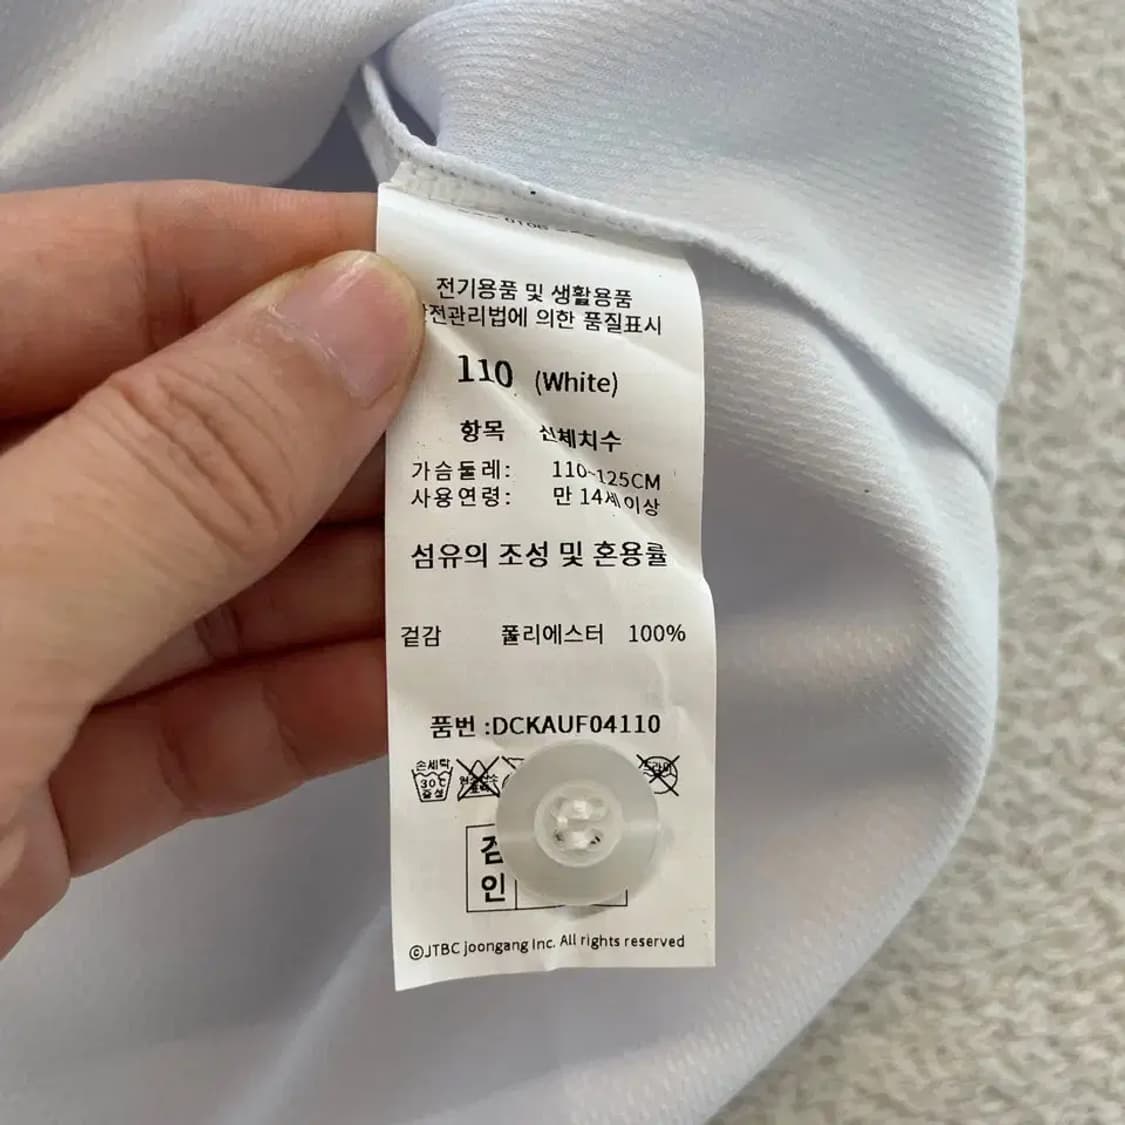 전기용품 및 생활용품
전관리법에 의한 품질표시
110 (White)
항목 신체치수
가슴둘레: 110~125CM
사용연령: 만 14세이상
섬유의 조성 및 혼용률
겉감 폴리에스터 100%
품번 :DCKAUF04110
손세탁
30℃
중성
드라이
검
인
©JTBC joongang Inc. All rights reserved